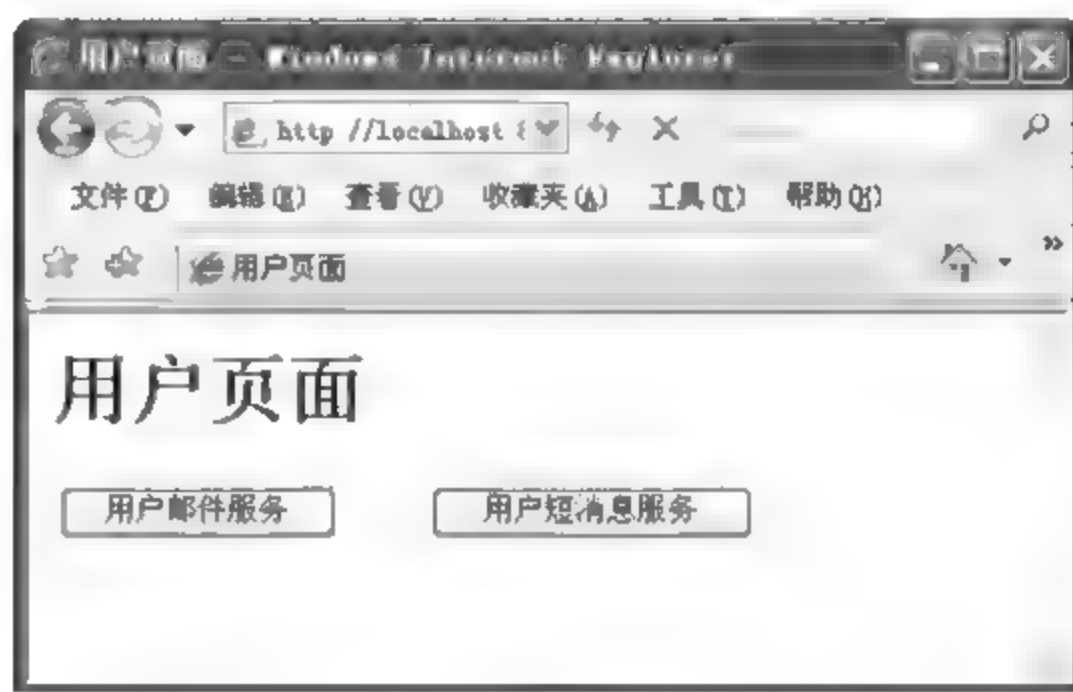 用户页面 - Windows Internet Explorer
http //localhost 8
文件(F) 编辑(E) 查看(V) 收藏夹(A) 工具(T) 帮助(H)
用户页面 »
用户页面
用户邮件服务 用户短消息服务